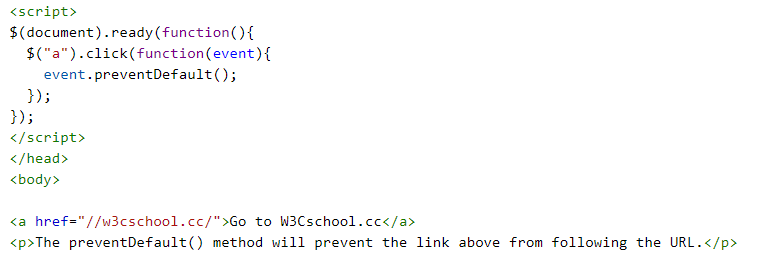 <script>
$(document).ready(function(){
  $("a").click(function(event){
    event.preventDefault();
  });
});
</script>
</head>
<body>

<a href="//w3cschool.cc/">Go to W3Cschool.cc</a>
<p>The preventDefault() method will prevent the link above from following the URL.</p>